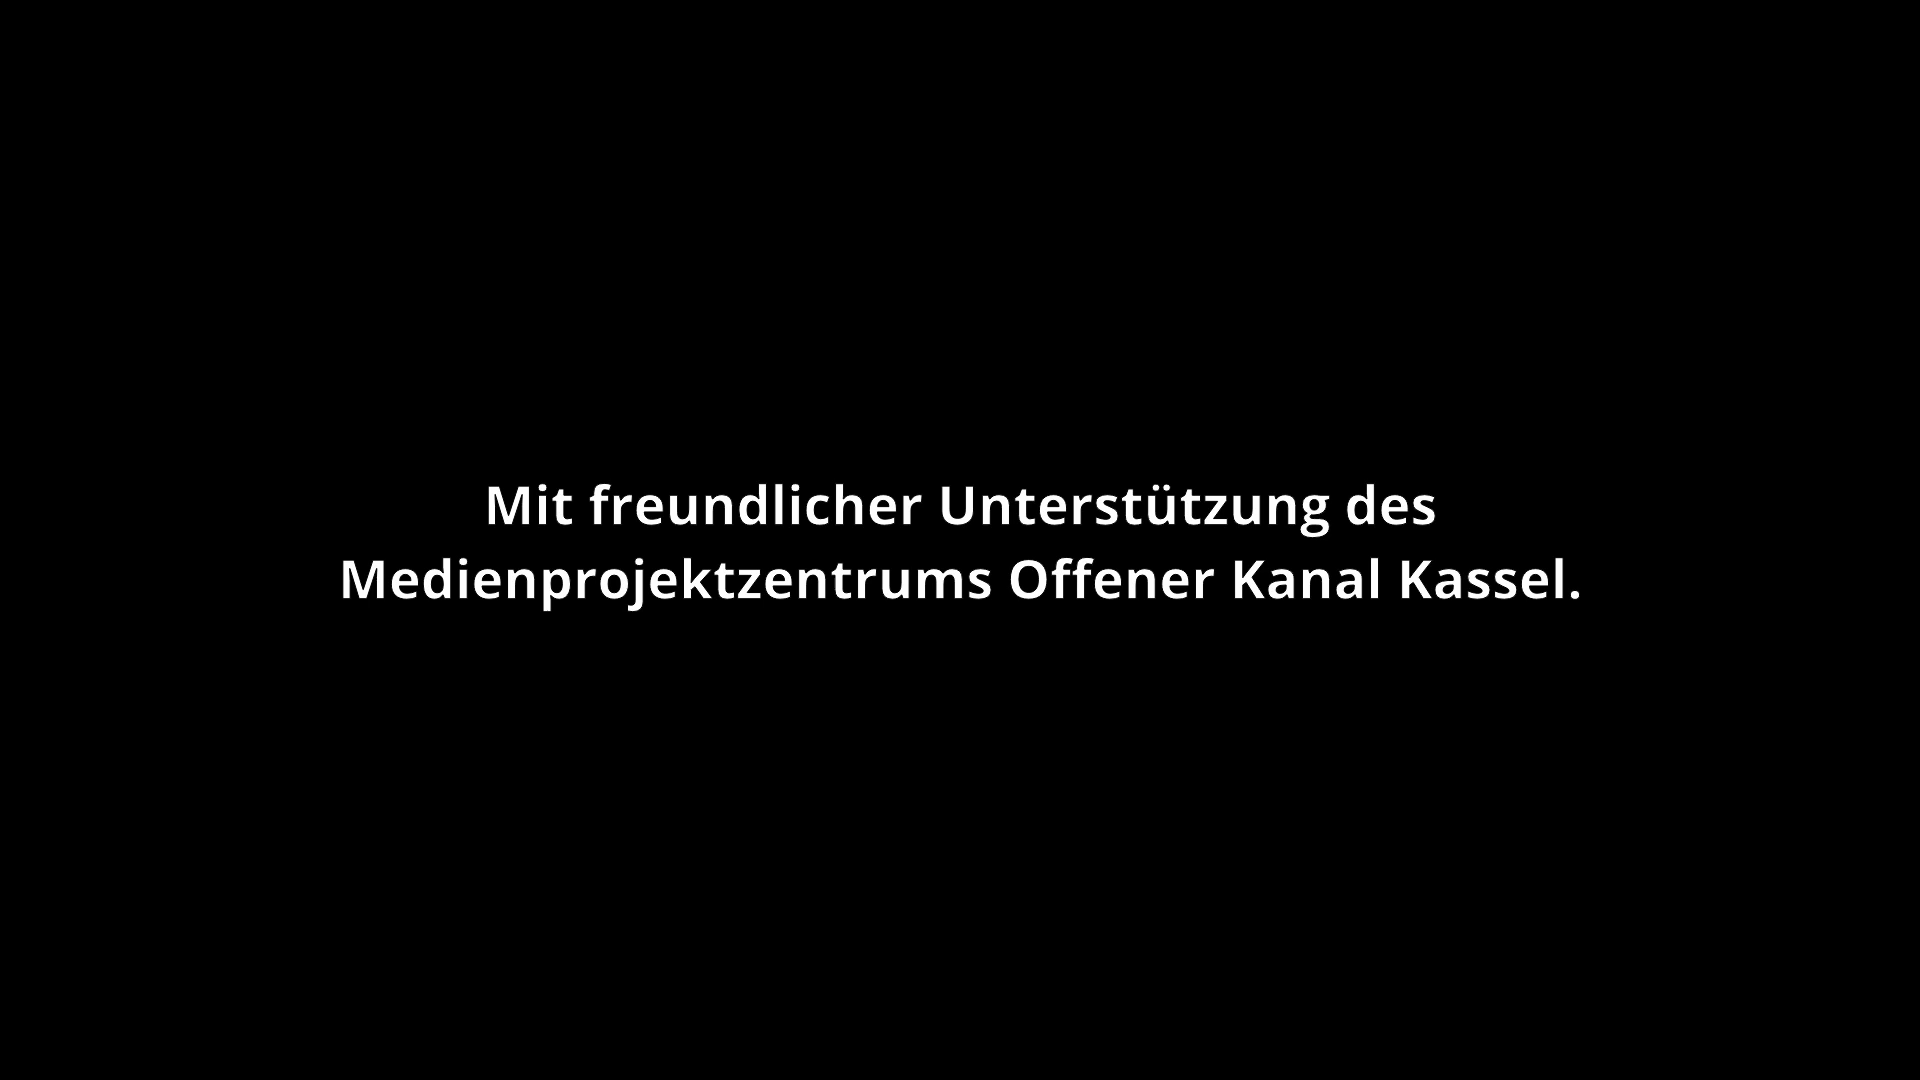 Mit freundlicher Unterstützung des
Medienprojektzentrums Offener Kanal Kassel.